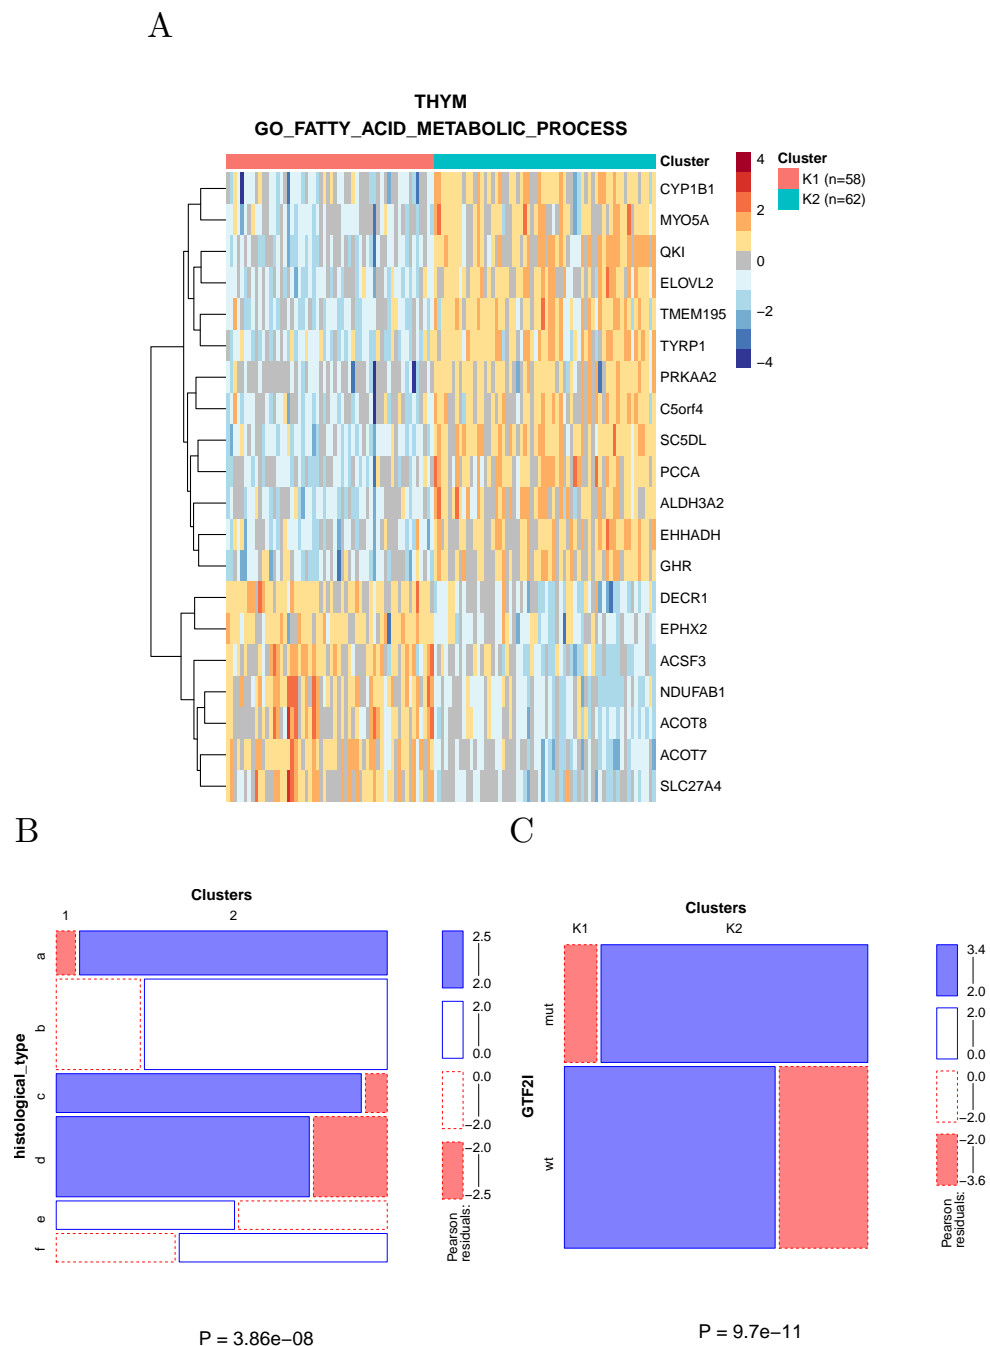 A
THYM
GO_FATTY_ACID_METABOLIC_PROCESS
Cluster
CYP1B1
MYO5A
QKI
ELOVL2
TMEM195
TYRP1
PRKAA2
C5orf4
SC5DL
PCCA
ALDH3A2
EHHADH
GHR
DECR1
EPHX2
ACSF3
NDUFAB1
ACOT8
ACOT7
SLC27A4
4
2
0
−2
−4
Cluster
K1 (n=58)
K2 (n=62)
B
Clusters
1 2
histological_type
a
b
c
d
e
f
2.5
2.0
2.0
0.0
0.0
−2.0
−2.0
−2.5
Pearson
residuals:
P = 3.86e−08
C
Clusters
K1 K2
GTF2I
mut
wt
3.4
2.0
2.0
0.0
0.0
−2.0
−2.0
−3.6
Pearson
residuals:
P = 9.7e−11